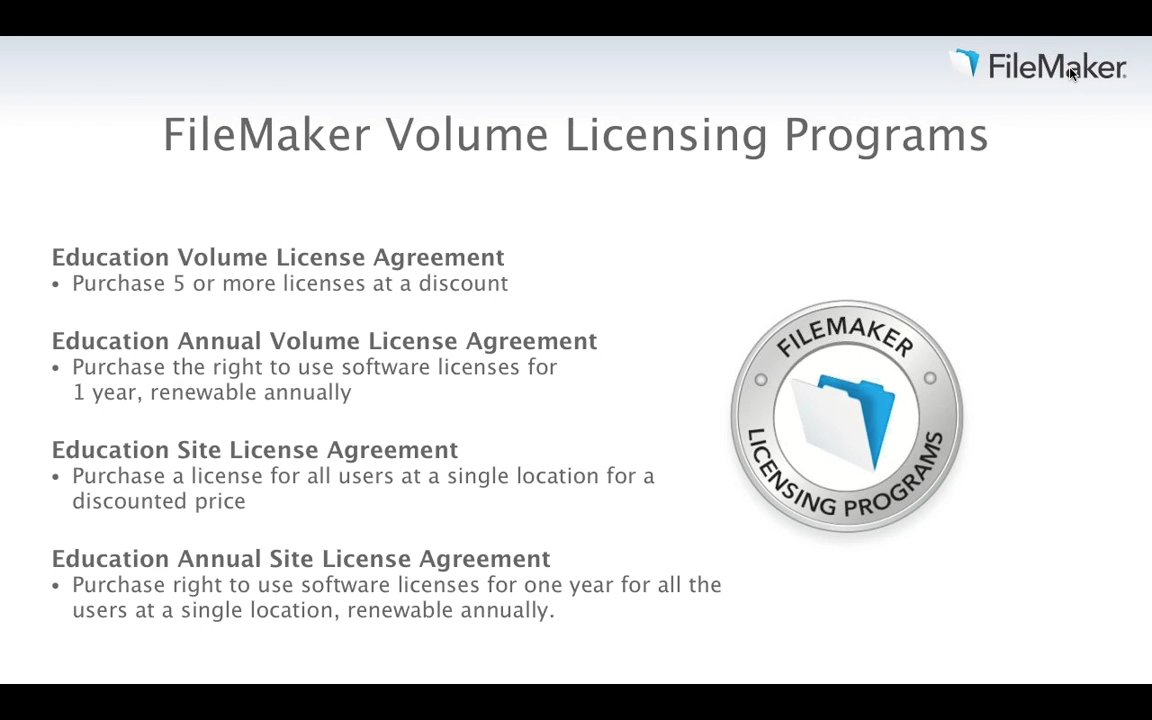 FileMaker
FileMaker Volume Licensing Programs
Education Volume License Agreement
• Purchase 5 or more licenses at a discount
Education Annual Volume License Agreement
• Purchase the right to use software licenses for
1 year, renewable annually
Education Site License Agreement
• Purchase a license for all users at a single location for a
discounted price
Education Annual Site License Agreement
• Purchase right to use software licenses for one year for all the
users at a single location, renewable annually.
FILEMAKER
LICENSING PROGRAMS